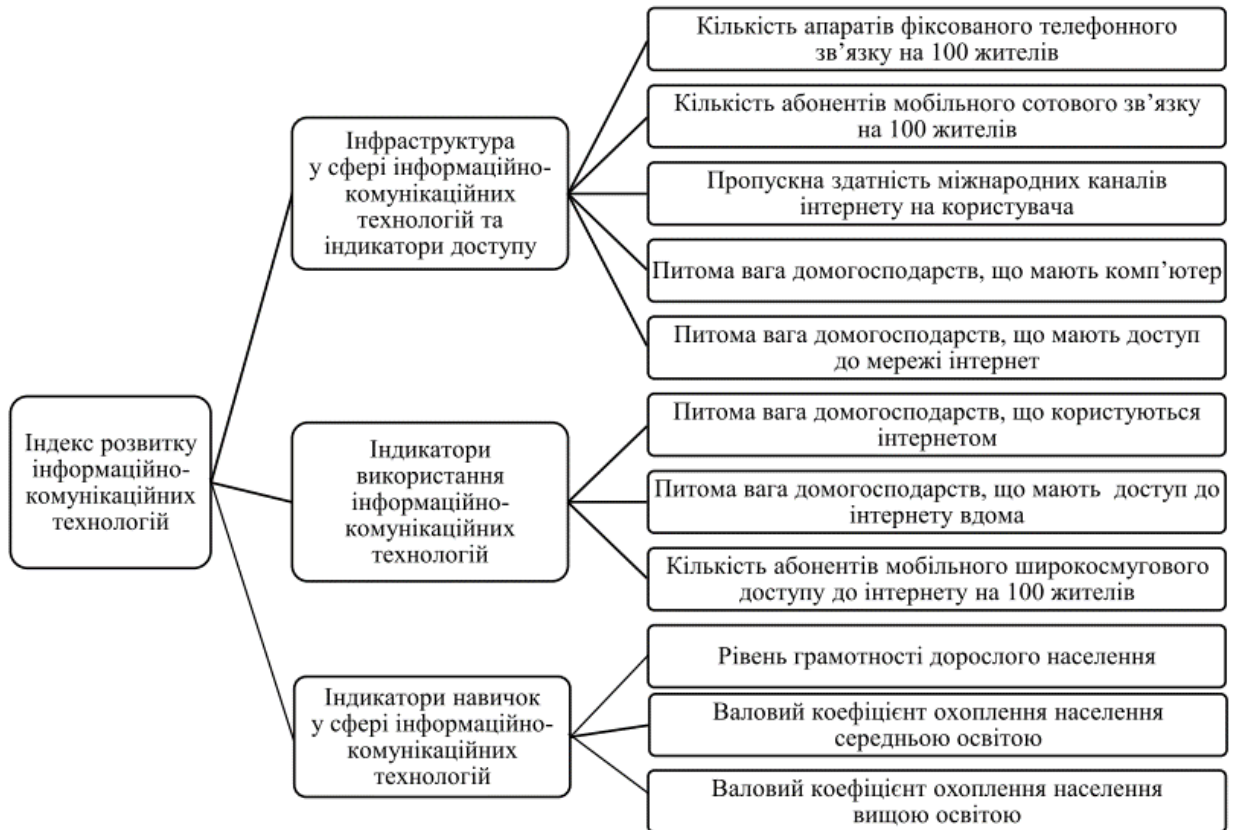 Індекс розвитку
інформаційно-
комунікаційних
технологій
Інфраструктура
у сфері інформаційно-
комунікаційних
технологій та
індикатори доступу
Кількість апаратів фіксованого телефонного
зв’язку на 100 жителів
Кількість абонентів мобільного сотового зв’язку
на 100 жителів
Пропускна здатність міжнародних каналів
інтернету на користувача
Питома вага домогосподарств, що мають комп’ютер
Питома вага домогосподарств, що мають доступ
до мережі інтернет
Індикатори
використання
інформаційно-
комунікаційних
технологій
Питома вага домогосподарств, що користуються
інтернетом
Питома вага домогосподарств, що мають доступ до
інтернету вдома
Кількість абонентів мобільного широкосмугового
доступу до інтернету на 100 жителів
Індикатори навичок
у сфері інформаційно-
комунікаційних
технологій
Рівень грамотності дорослого населення
Валовий коефіцієнт охоплення населення
середньою освітою
Валовий коефіцієнт охоплення населення
вищою освітою